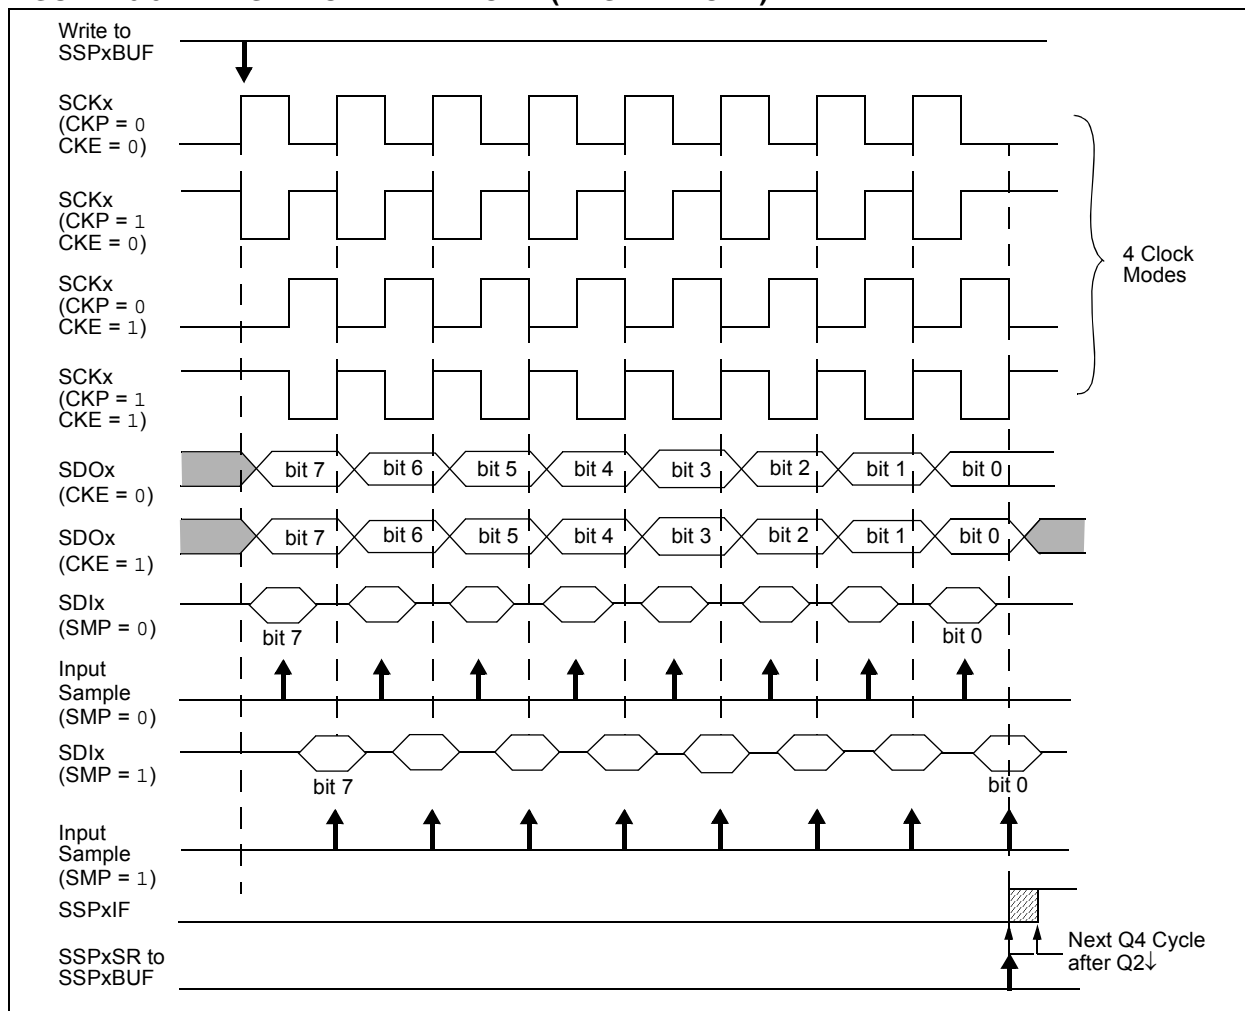 Write to
SSPxBUF
SCKx
(CKP = 0
CKE = 0)
SCKx
(CKP = 1
CKE = 0)
SCKx
(CKP = 0
CKE = 1)
SCKx
(CKP = 1
CKE = 1)
4 Clock
Modes
SDOx
(CKE = 0)
bit 7 bit 6 bit 5 bit 4 bit 3 bit 2 bit 1 bit 0
SDOx
(CKE = 1)
bit 7 bit 6 bit 5 bit 4 bit 3 bit 2 bit 1 bit 0
SDIx
(SMP = 0)
bit 7 bit 0
Input
Sample
(SMP = 0)
SDIx
(SMP = 1)
bit 7 bit 0
Input
Sample
(SMP = 1)
SSPxIF
SSPxSR to
SSPxBUF
Next Q4 Cycle
after Q2↓